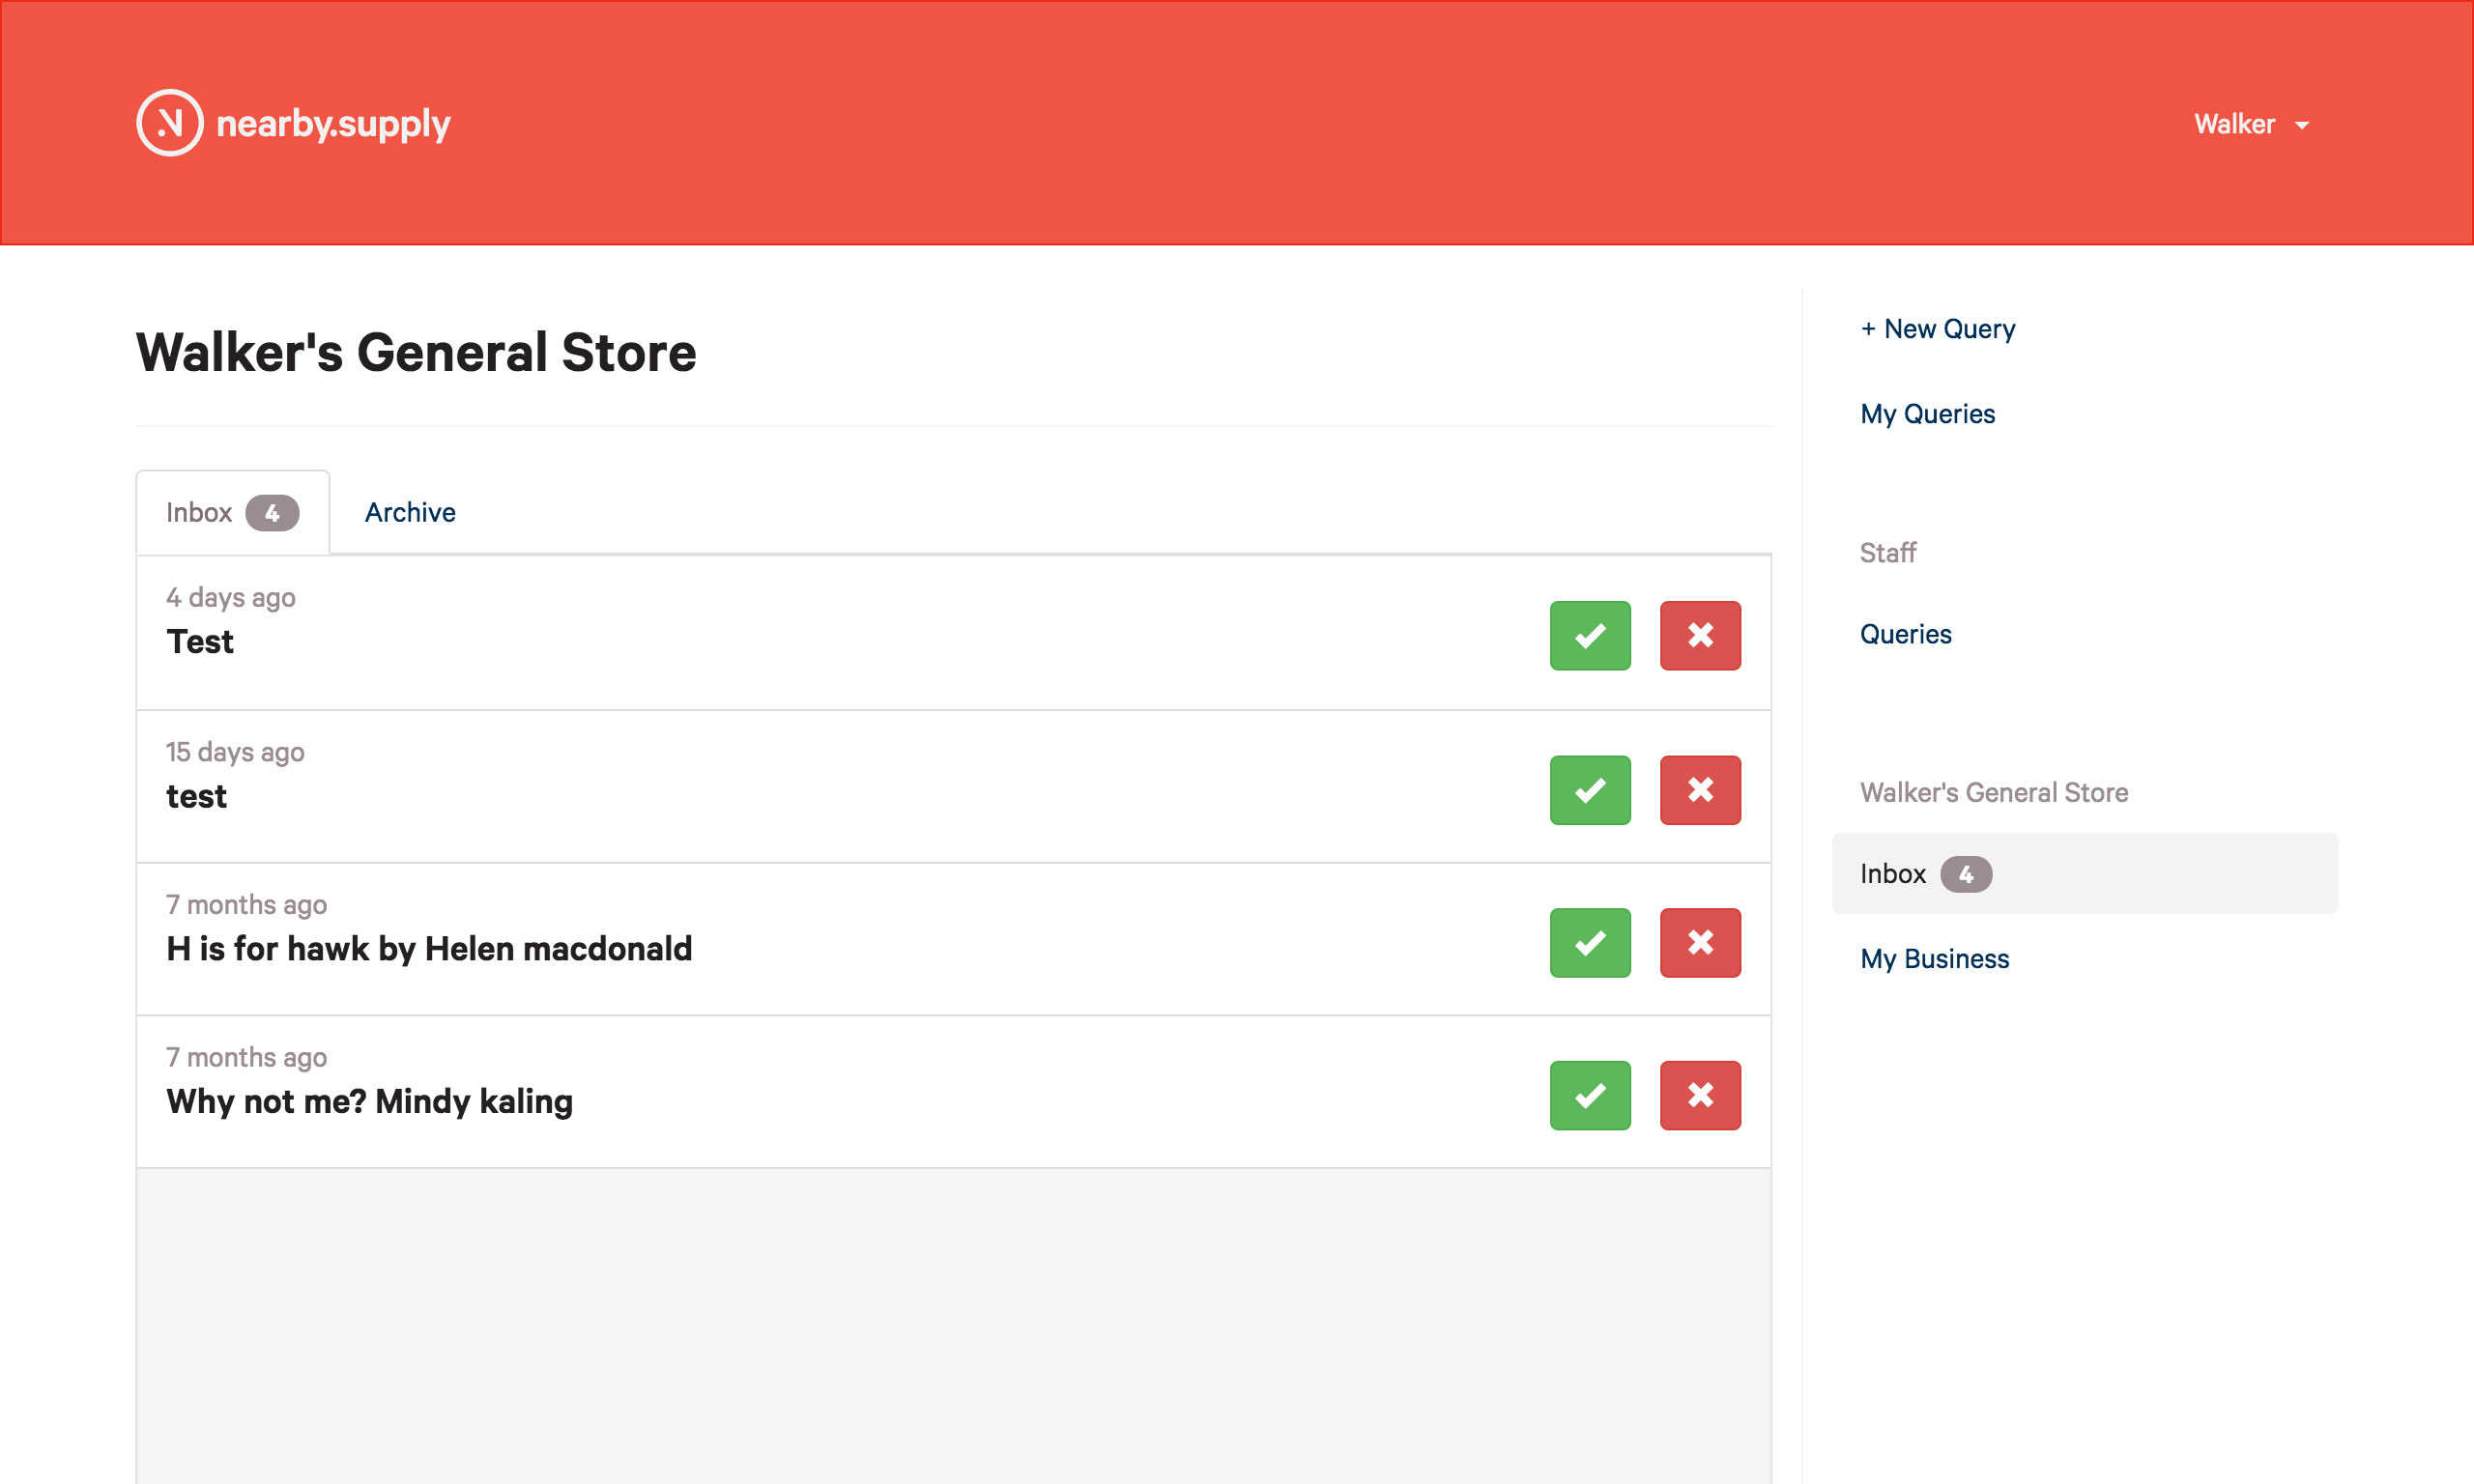 nearby.supply
Walker
Walker's General Store
Inbox 4
Archive
4 days ago
Test
15 days ago
test
7 months ago
H is for hawk by Helen macdonald
7 months ago
Why not me? Mindy kaling
+ New Query
My Queries
Staff
Queries
Walker's General Store
Inbox 4
My Business